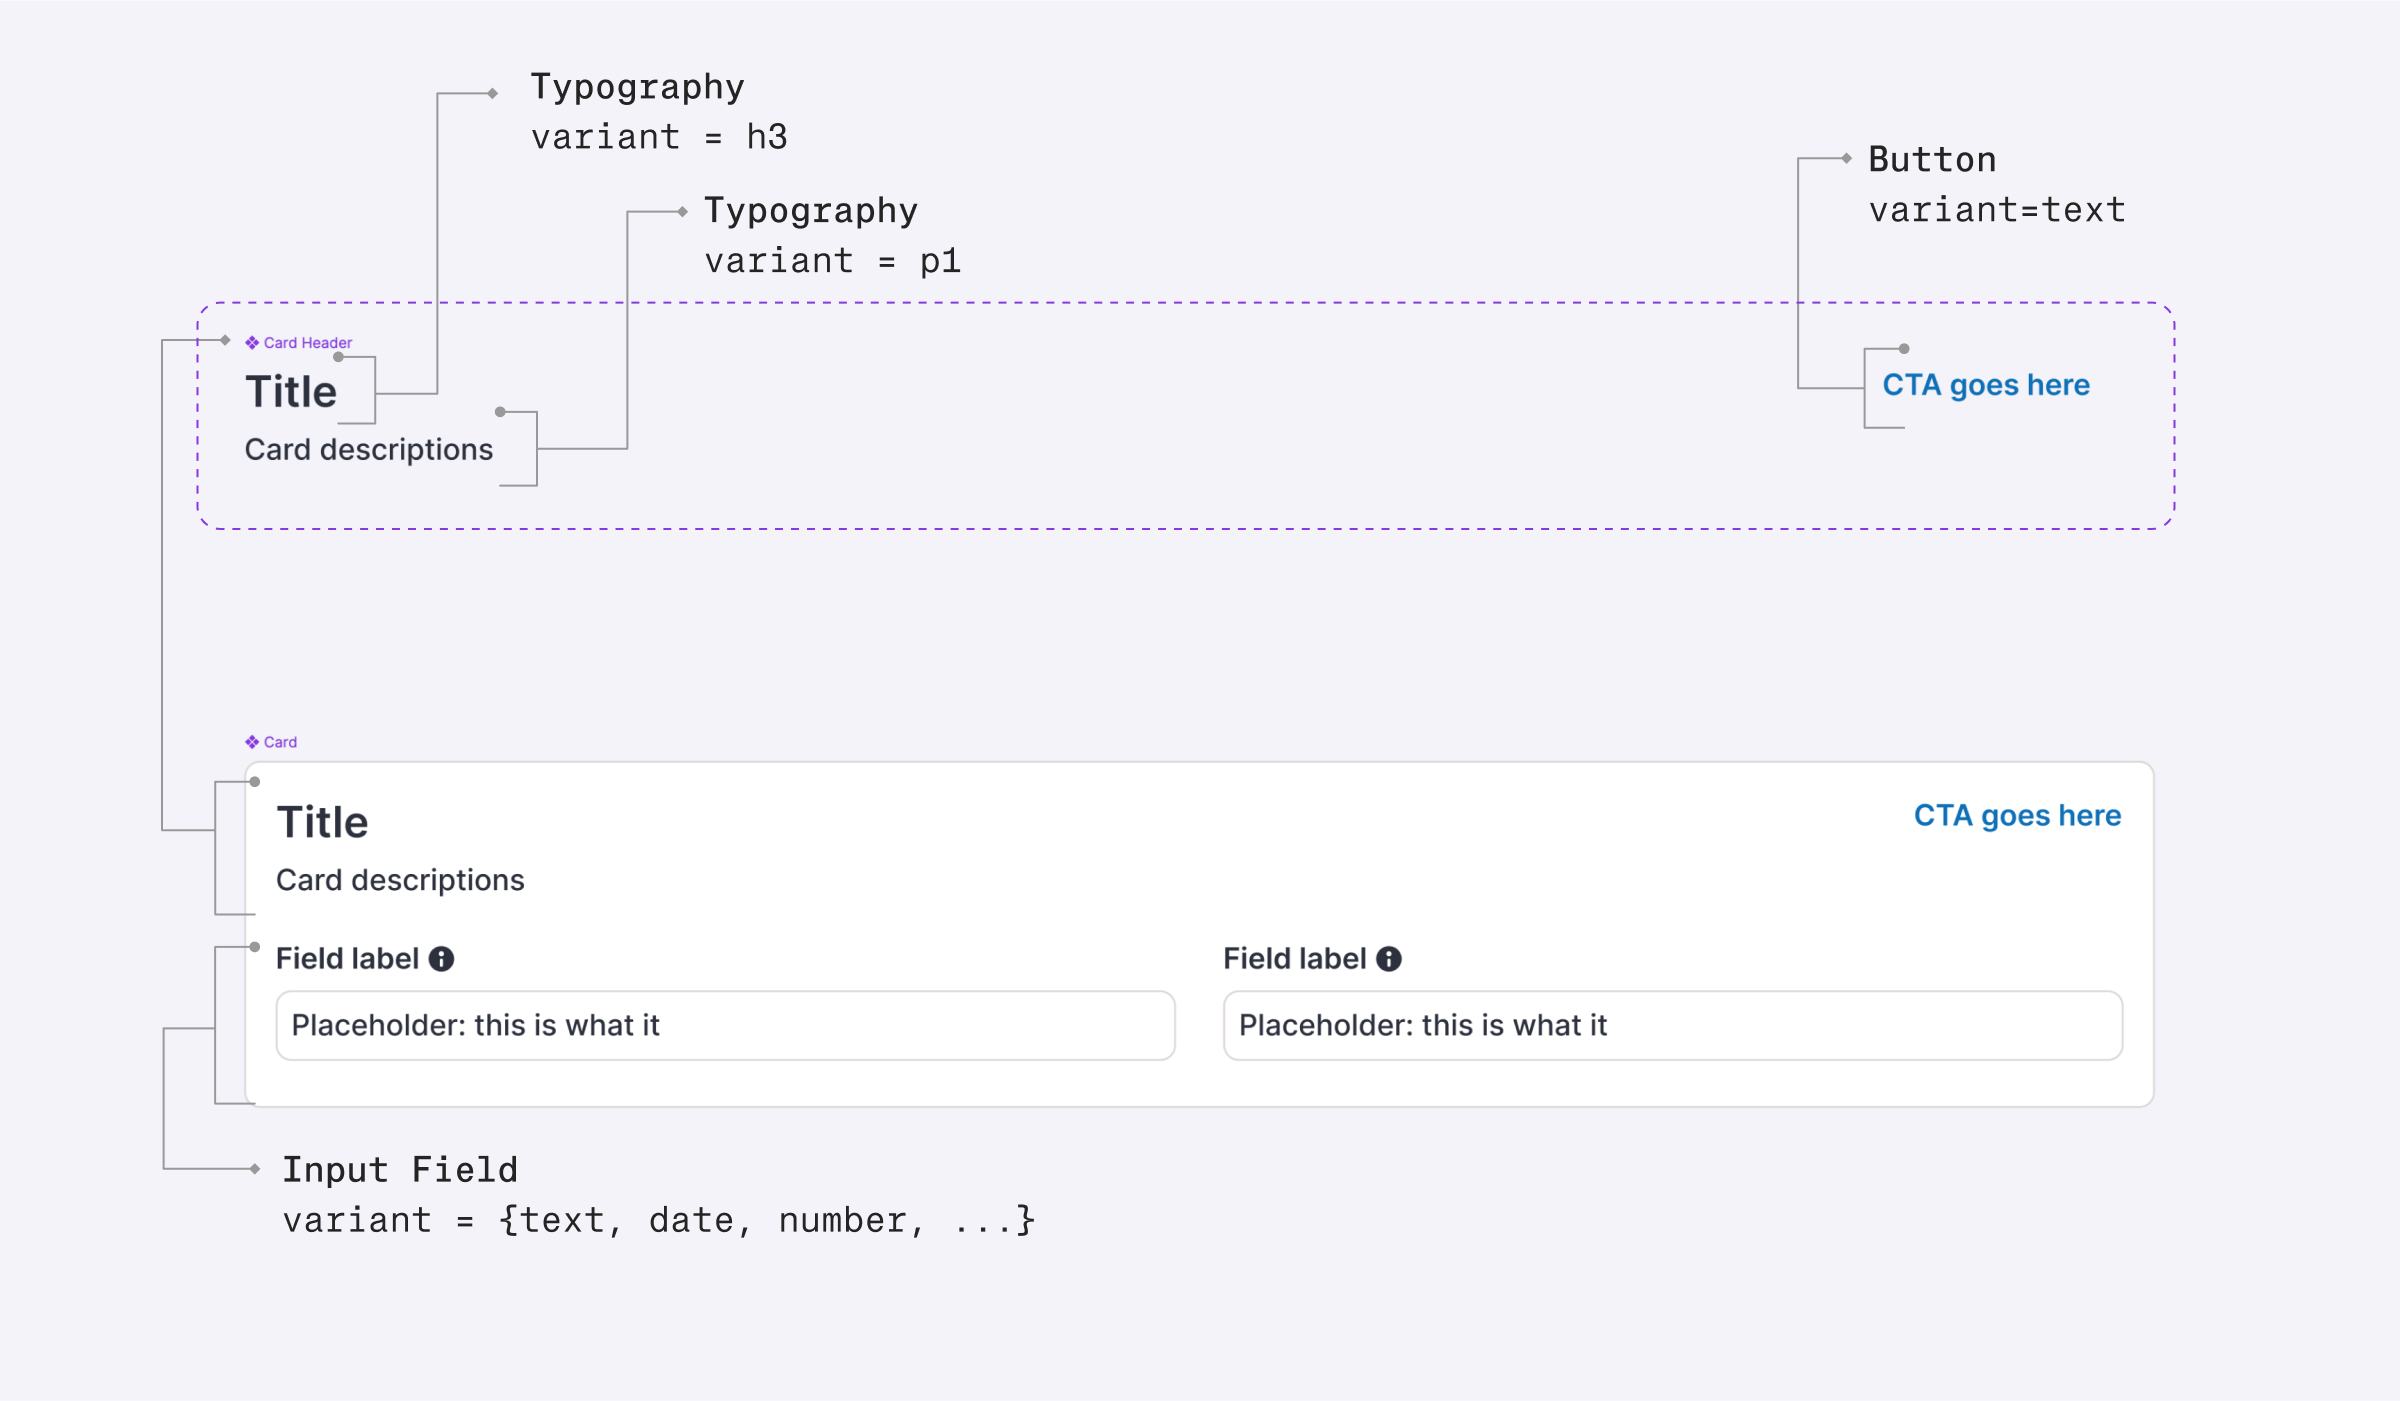 Typography
variant = h3
Typography
variant = p1
Button
variant=text
Card Header
Title
Card descriptions
CTA goes here
Card
Title
CTA goes here
Card descriptions
Field label
Field label
Placeholder: this is what it
Placeholder: this is what it
Input Field
variant = {text, date, number, ...}